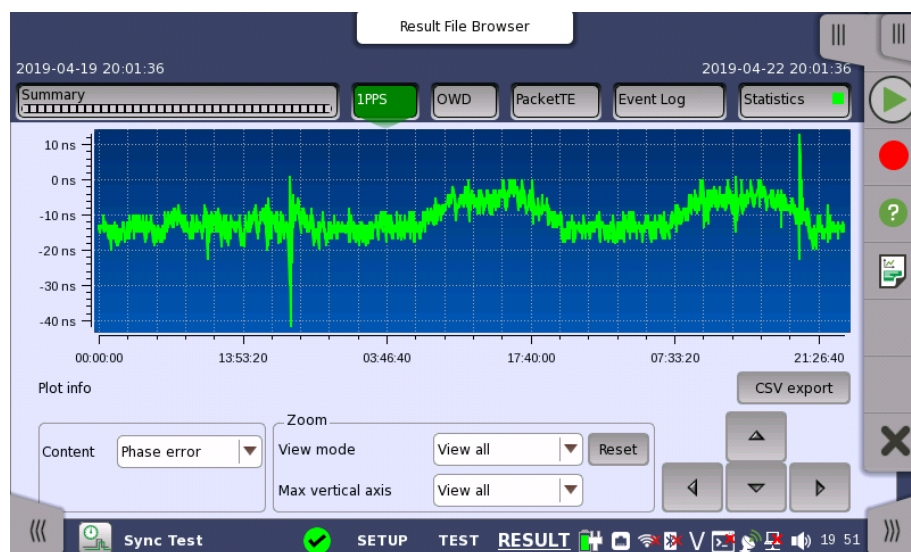 Result File Browser
2019-04-19 20:01:36
2019-04-22 20:01:36
Summary
1PPS
OWD
PacketTE
Event Log
Statistics
10 ns
0 ns
-10 ns
-20 ns
-30 ns
-40 ns
00:00:00
13:53:20
03:46:40
17:40:00
07:33:20
21:26:40
Plot info
CSV export
Zoom
Content
Phase error
View mode
View all
Reset
Max vertical axis
View all
Sync Test
SETUP
TEST
RESULT
V
19 51